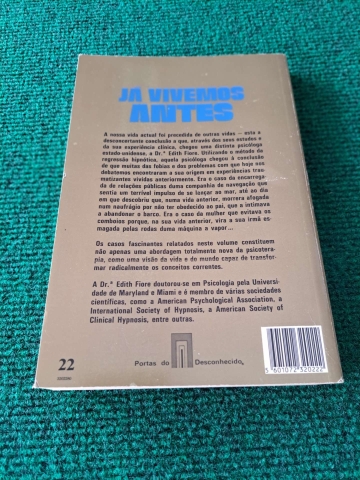 JÁ VIVEMOS
ANTES
A nossa vida actual foi precedida de outras vidas — esta a
desconcertante conclusão a que, através dos seus estudos e
da sua experiência clínica, chegou uma distinta psicóloga
estado-unidense, a Dr.ª Edith Fiore. Utilizando o método da
regressão hipnótica, aquela psicóloga chegou à conclusão
de que muitas das fobias e dos problemas com que hoje nos
debatemos encontraram a sua origem em experiências trau-
matizantes vividas anteriormente. Era o caso da encarrega-
da de relações públicas duma companhia de navegação que
sentia um terrível impulso de se lançar ao mar, até ao dia
em que descobriu que, numa vida anterior, morrera afogada
num naufrágio por não ter obedecido ao pai, que a intimava
a abandonar o barco. Era o caso da mulher que evitava os
comboios porque, na sua vida anterior, vira a sua irmã es-
magada pelas rodas duma máquina a vapor...
Os casos fascinantes relatados neste volume constituem
não apenas uma abordagem totalmente nova de psicotera-
pia, como uma visão da vida e do mundo capaz de transfor-
mar radicalmente os conceitos correntes.
A Dr.ª Edith Fiore doutorou-se em Psicologia pela Universi-
dade de Maryland e Miami e é membro de várias sociedades
científicas, como a American Psychological Association, a
International Society of Hypnosis, a American Society of
Clinical Hypnosis, entre outras.
22
Portas do Desconhecido
5 601072 320222